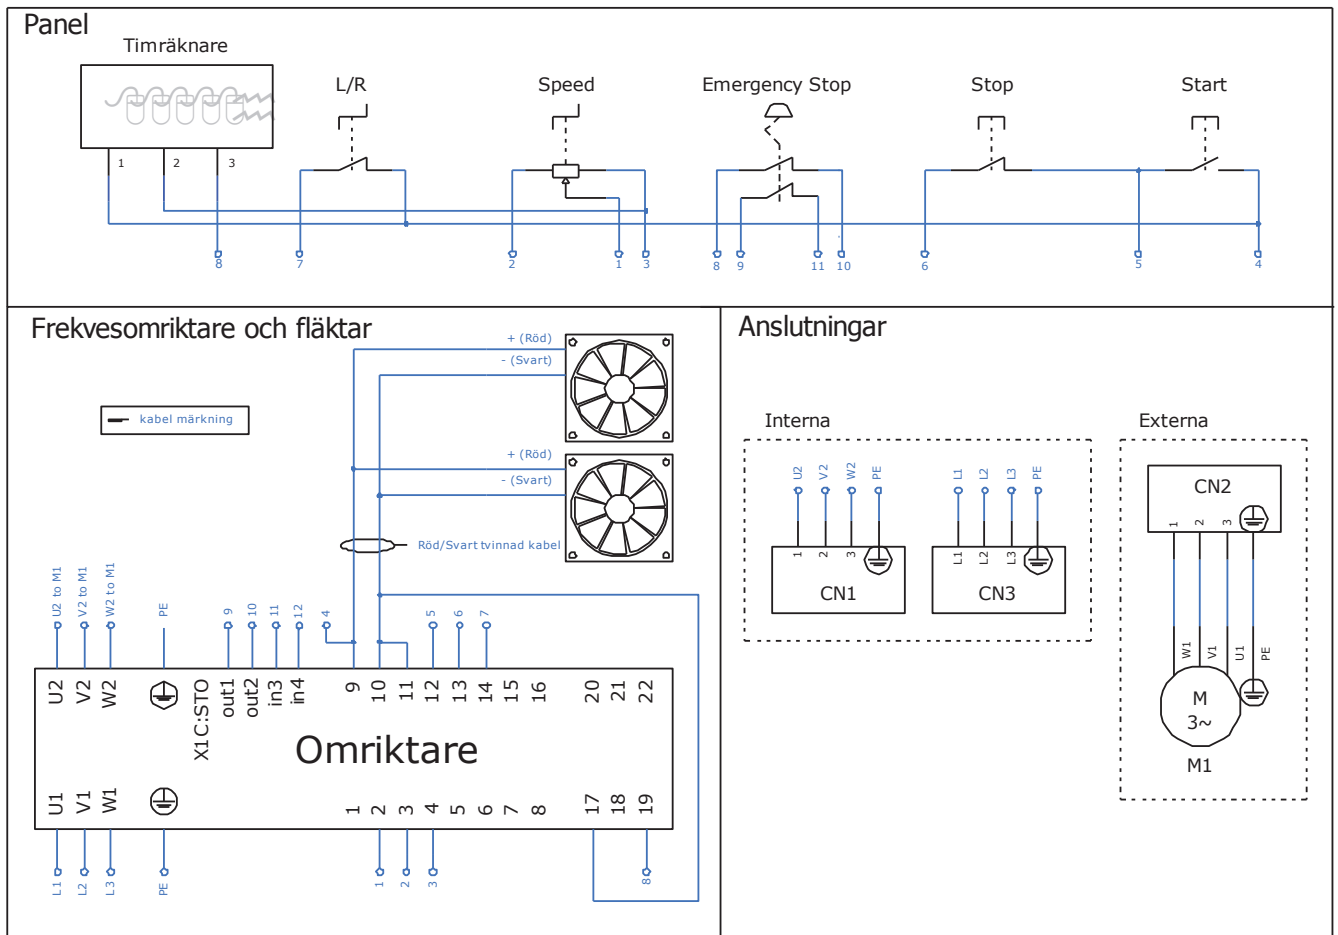 Panel
Timräknare
L/R
Speed
Emergency Stop
Stop
Start
1 2 3
8 7 2 1 3 8 9 11 10 6 5 4
Frekvesomriktare och fläktar
+ (Röd)
- (Svart)
kabel märkning
+ (Röd)
- (Svart)
Röd/Svart tvinnad kabel
U2 to M1 V2 to M1 W2 to M1 PE 9 10 11 12 4 5 6 7
U2 V2 W2 X1C:STO out1 out2 in3 in4 9 10 11 12 13 14 15 16 20 21 22
Omriktare
U1 V1 W1 1 2 3 4 5 6 7 8 17 18 19
L1 L2 L3 PE 1 2 3 8
Anslutningar
Interna
U2 V2 W2 PE
1 2 3
CN1
L1 L2 L3 PE
L1 L2 L3
CN3
Externa
CN2
1 2 3
W1 V1 U1 PE
M
3~
M1